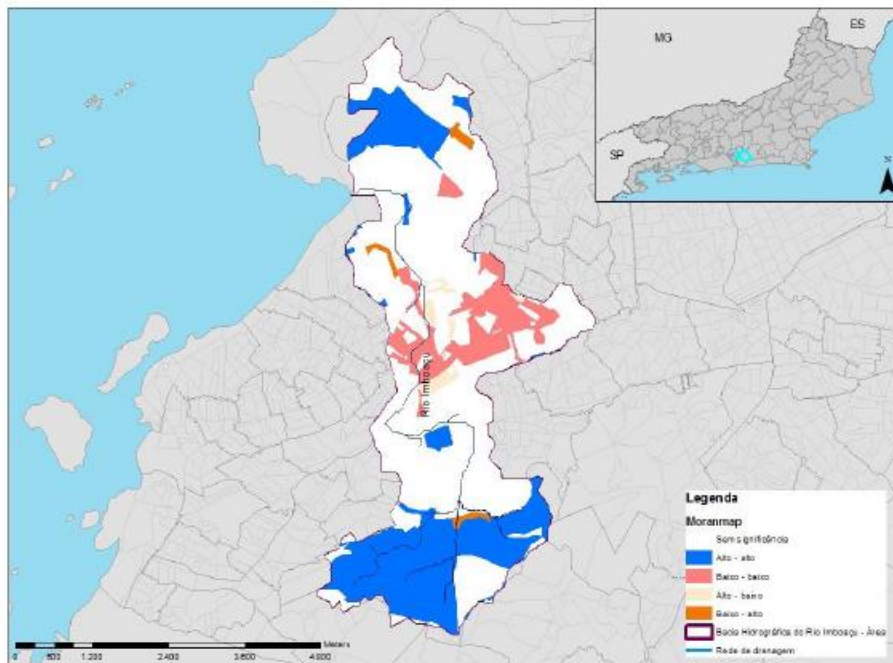 MG
ES
SP
N
Rio Imboaçu
Legenda
Moranmap
Sem significância
Alto - alto
Baixo - baixo
Alto - baixo
Baixo - alto
Bacia Hidrográfica do Rio Imboaçu - Área
Rede de drenagem
Meters
0 600 1.200 2.400 3.600 4.800